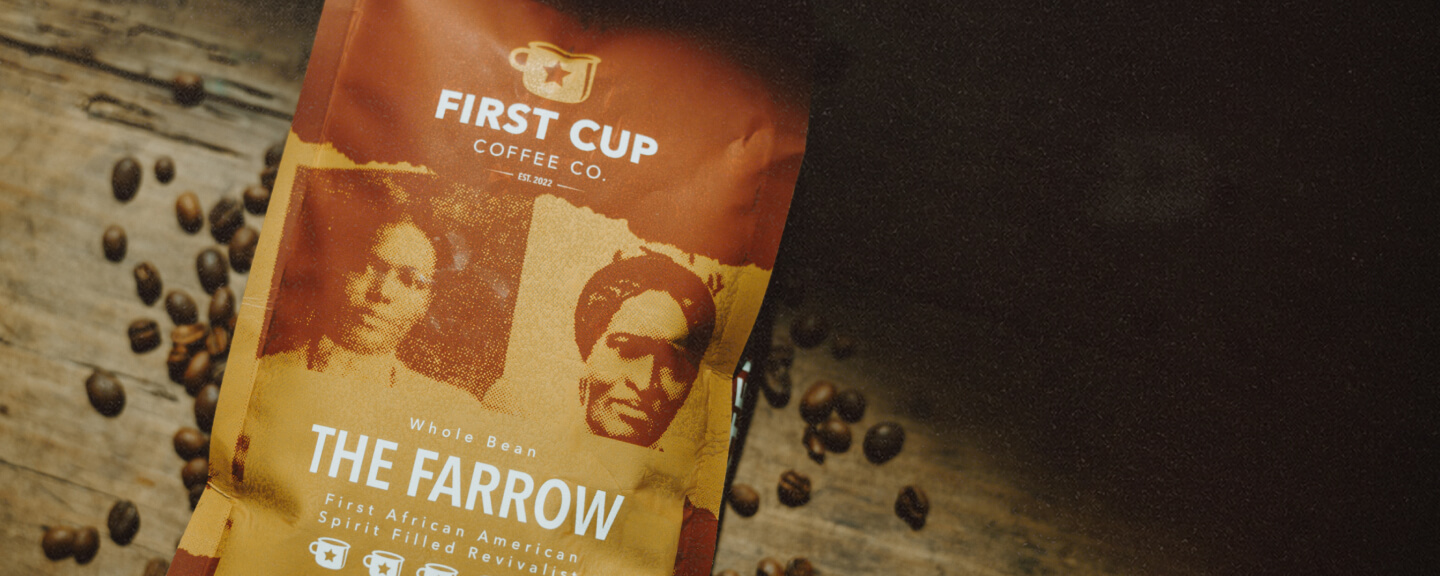 FIRST CUP
COFFEE CO.
EST. 2022
Whole Bean
THE FARROW
First African American
Spirit Filled Revivalist